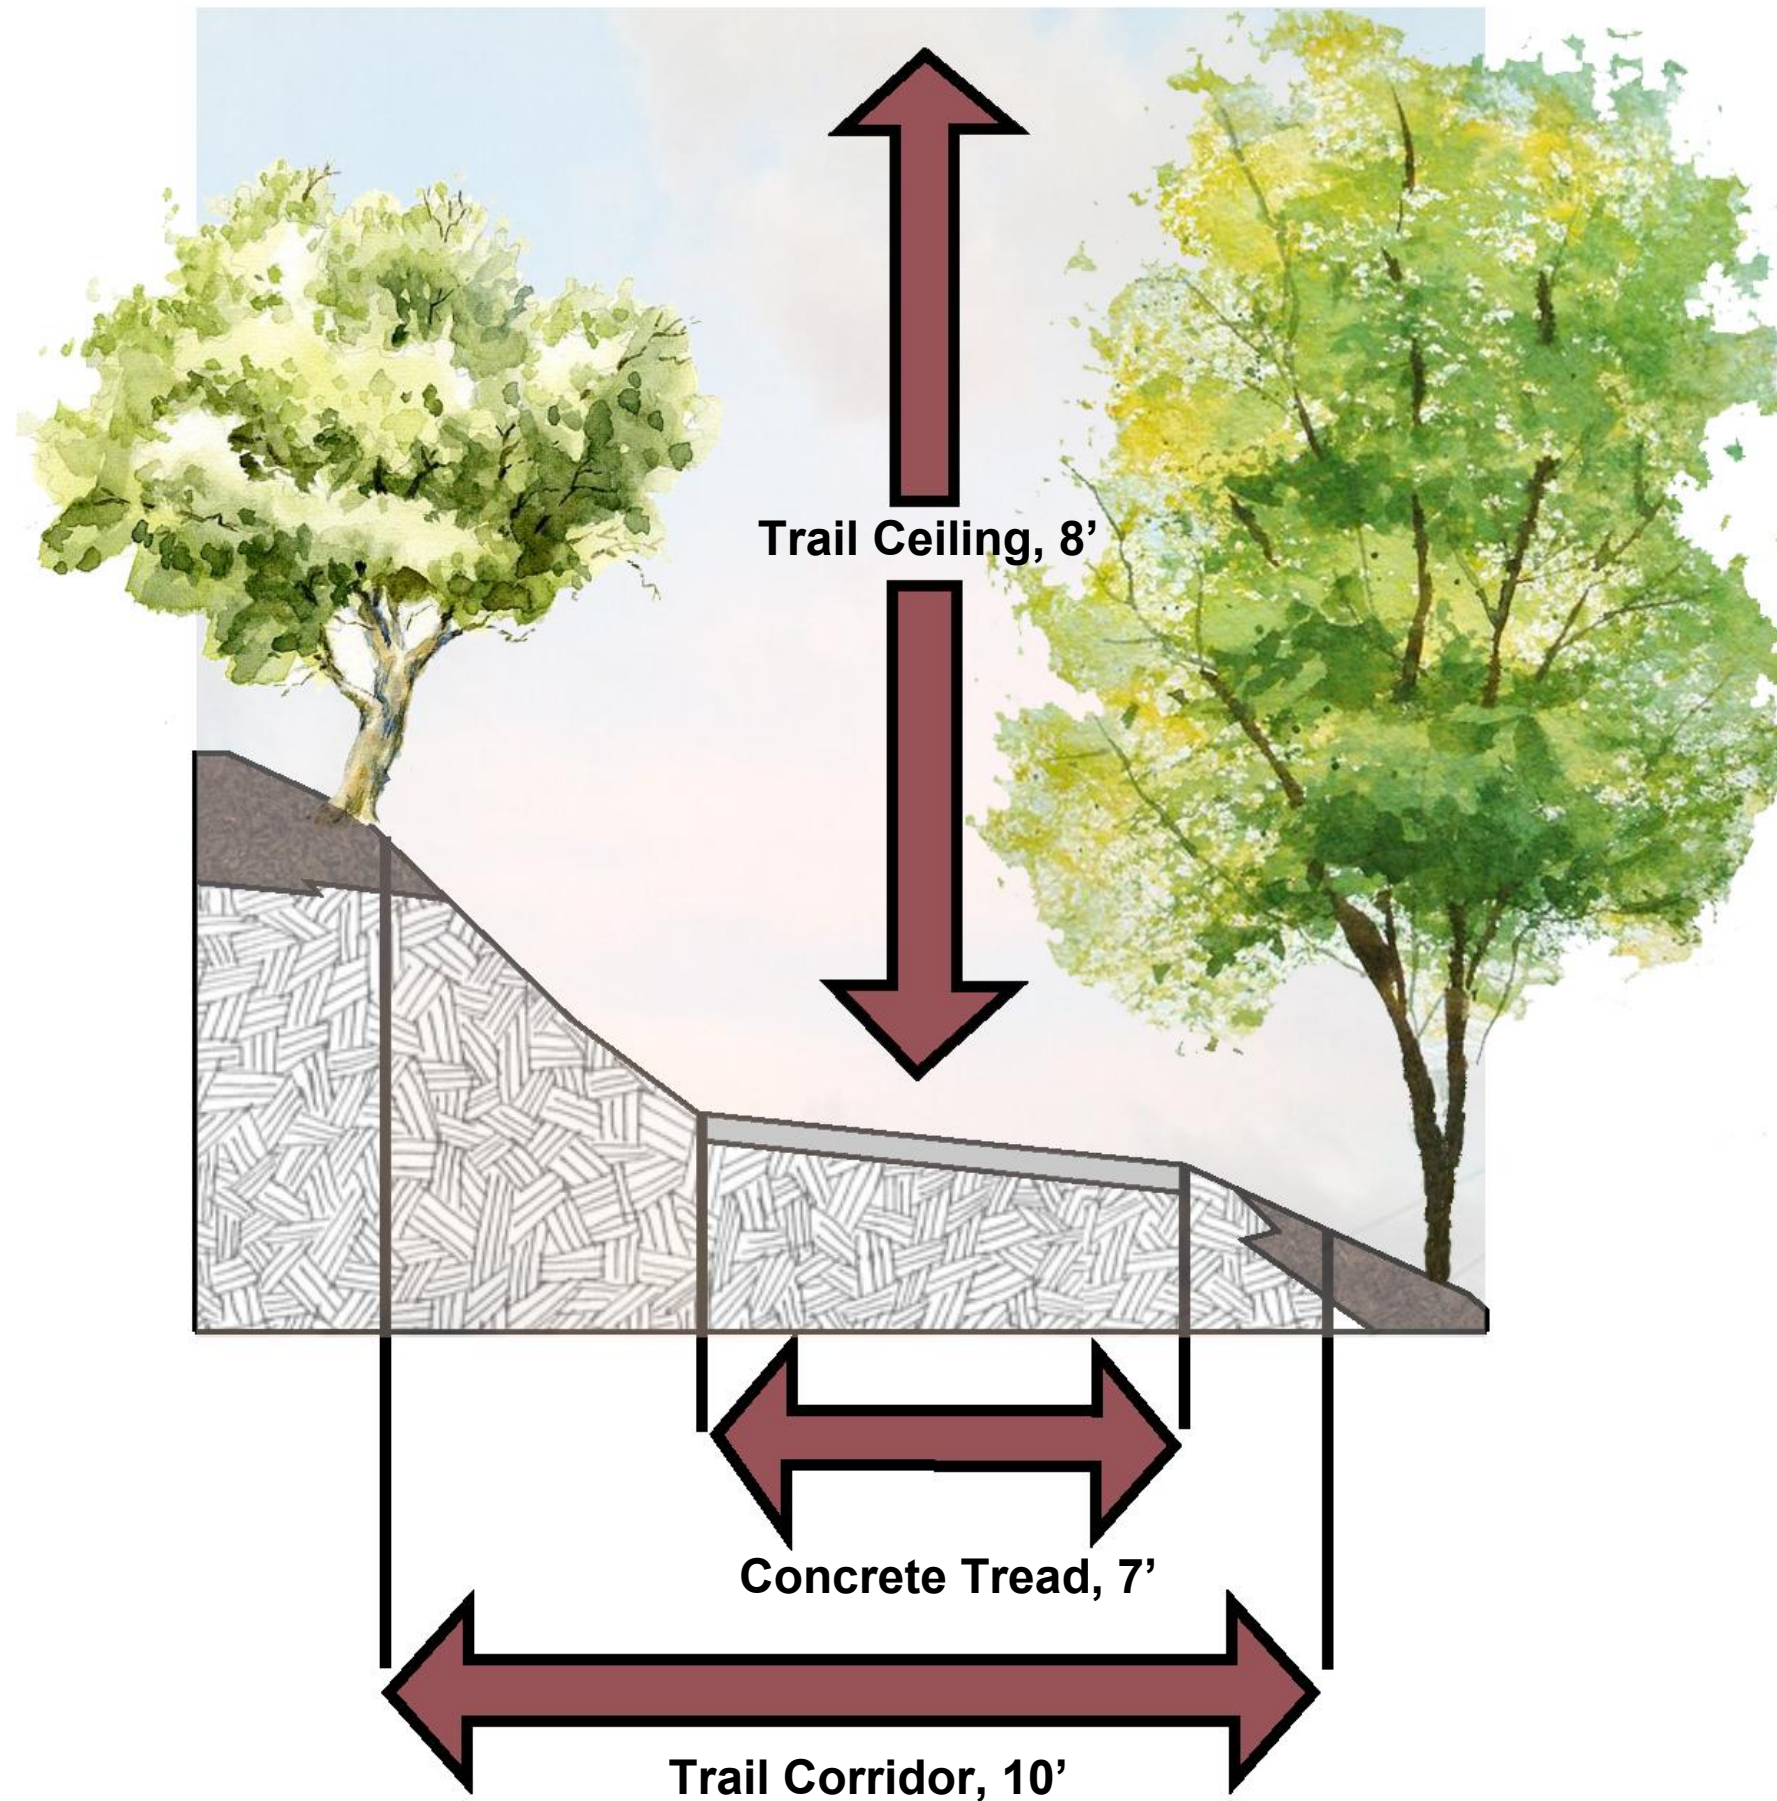 Trail Ceiling, 8’
Concrete Tread, 7’
Trail Corridor, 10’